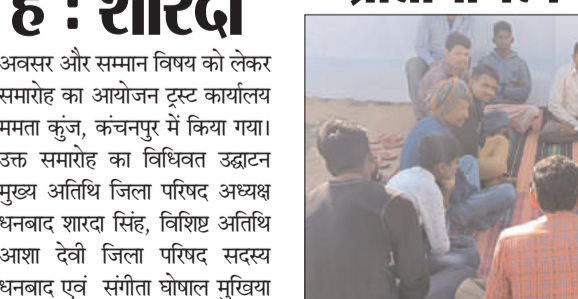 है : शारदा
अवसर और सम्मान विषय को लेकर
समारोह का आयोजन ट्रस्ट कार्यालय
ममता कुंज, कंचनपुर में किया गया।
उक्त समारोह का विधिवत उद्घाटन
मुख्य अतिथि जिला परिषद अध्यक्ष
धनबाद शारदा सिंह, विशिष्ट अतिथि
आशा देवी जिला परिषद सदस्य
धनबाद एवं संगीता घोषाल मुखिया